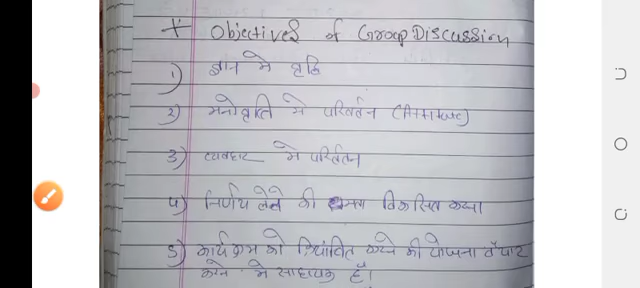 + Objectives of Group Discussion
1) ज्ञान मे वृद्धि
2) मनोवृत्ति मे परिवर्तन (Attitude)
3) व्यवहार मे परिवर्तन
4) निर्णय लेने की क्षमता विकसित करना
5) कार्यक्रम को क्रियांवित करने की योजना तैयार
करने मे साहायक है।